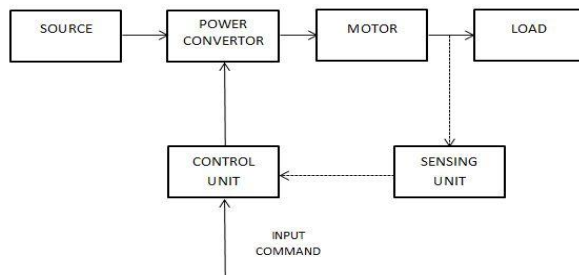 SOURCE
POWER
CONVERTOR
MOTOR
LOAD
CONTROL
UNIT
SENSING
UNIT
INPUT
COMMAND